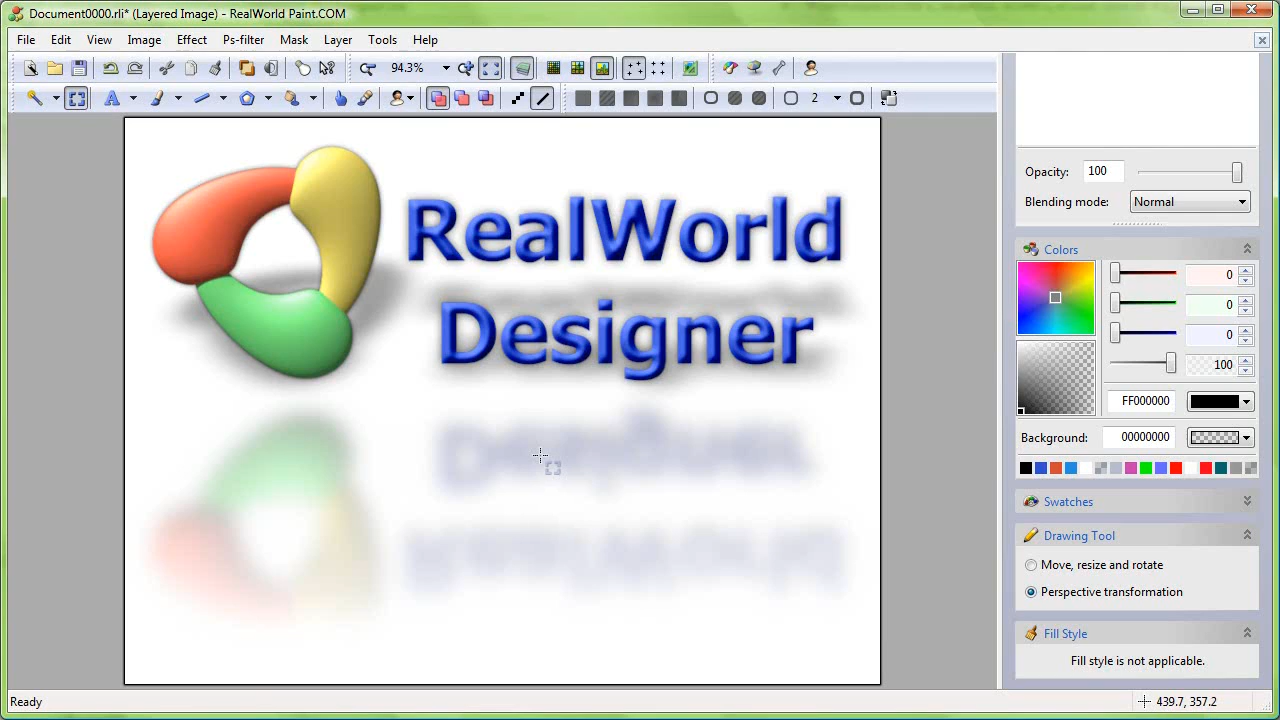 Document0000.rli* (Layered Image) - RealWorld Paint.COM
File Edit View Image Effect Ps-filter Mask Layer Tools Help
94.3%
2
RealWorld
Designer
Opacity: 100
Blending mode: Normal
Colors
0
0
0
100
FF000000
Background: 00000000
Swatches
Drawing Tool
Move, resize and rotate
Perspective transformation
Fill Style
Fill style is not applicable.
Ready
439.7, 357.2